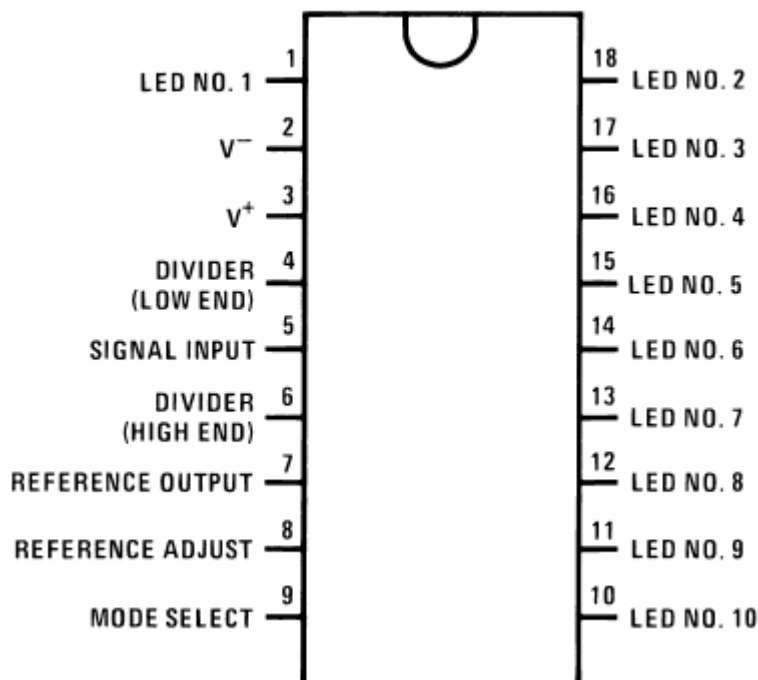 1
LED NO. 1
2
V⁻
3
V⁺
4
DIVIDER
(LOW END)
5
SIGNAL INPUT
6
DIVIDER
(HIGH END)
7
REFERENCE OUTPUT
8
REFERENCE ADJUST
9
MODE SELECT
18
LED NO. 2
17
LED NO. 3
16
LED NO. 4
15
LED NO. 5
14
LED NO. 6
13
LED NO. 7
12
LED NO. 8
11
LED NO. 9
10
LED NO. 10